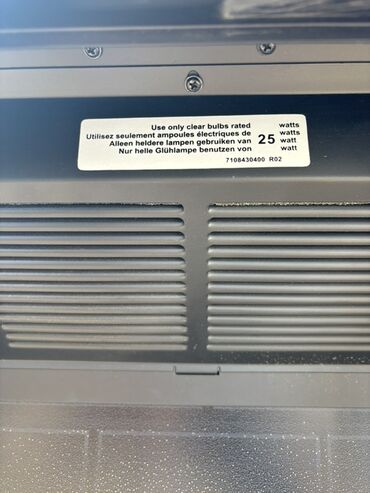 Use only clear bulbs rated watts
Utilisez seulement ampoules électriques de watts
Alleen heldere lampen gebruiken van 25 watt
Nur helle Glühlampe benutzen von watt
7108430400 R02